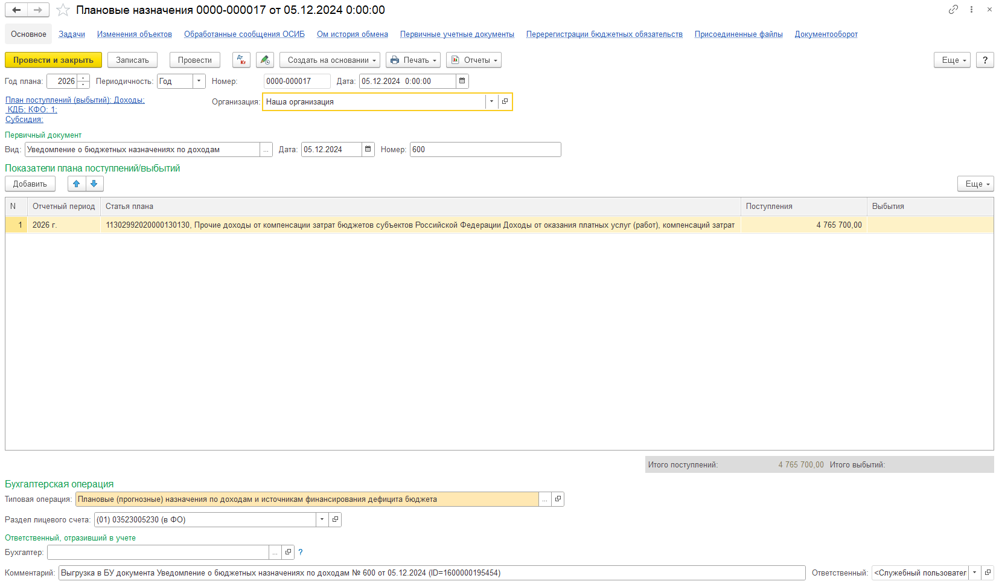 Плановые назначения 0000-000017 от 05.12.2024 0:00:00
Основное Задачи Изменения объектов Обработанные сообщения ОСИБ Ом история обмена Первичные учетные документы Перерегистрации бюджетных обязательств Присоединенные файлы Документооборот
Провести и закрыть Записать Провести Дт Кт Создать на основании Печать Отчеты Еще ?
Год плана: 2026 Периодичность: Год Номер: 0000-000017 Дата: 05.12.2024 0:00:00
План поступлений (выбытий): Доходы;
КДБ; КФО: 1;
Субсидия;
Организация: Наша организация
Первичный документ
Вид: Уведомление о бюджетных назначениях по доходам ... Дата: 05.12.2024 Номер: 600
Показатели плана поступлений/выбытий
Добавить Еще
N Отчетный период Статья плана Поступления Выбытия
1 2026 г. 11302992020000130130, Прочие доходы от компенсации затрат бюджетов субъектов Российской Федерации Доходы от оказания платных услуг (работ), компенсаций затрат 4 765 700,00
Итого поступлений: 4 765 700,00 Итого выбытий:
Бухгалтерская операция
Типовая операция: Плановые (прогнозные) назначения по доходам и источникам финансирования дефицита бюджета ...
Раздел лицевого счета: (01) 03523005230 (в ФО)
Ответственный, отразивший в учете
Бухгалтер: ... ?
Комментарий: Выгрузка в БУ документа Уведомление о бюджетных назначениях по доходам № 600 от 05.12.2024 (ID=1600000195454) Ответственный: <Служебный пользовател